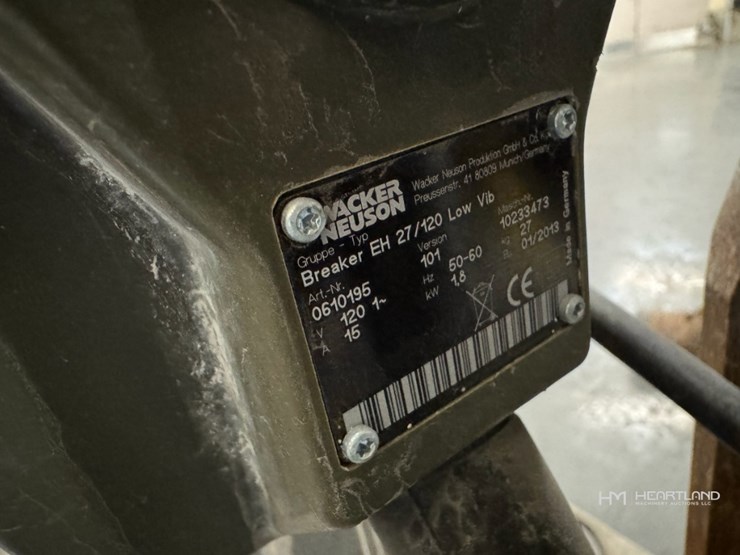 WACKER
NEUSON
Wacker Neuson Produktion GmbH & Co.
Preussenstr. 41 80809 Munich/Germany
Gruppe - Typ
Breaker EH 27/120 Low Vib
Art.-Nr. Version Masch.-Nr.
0610195 101 10233473
V 120 1~ Hz 50-60 kg 27
A 15 kW 1,8 01/2013
CE
Made in Germany
HM HEARTLAND
MACHINERY AUCTIONS LLC